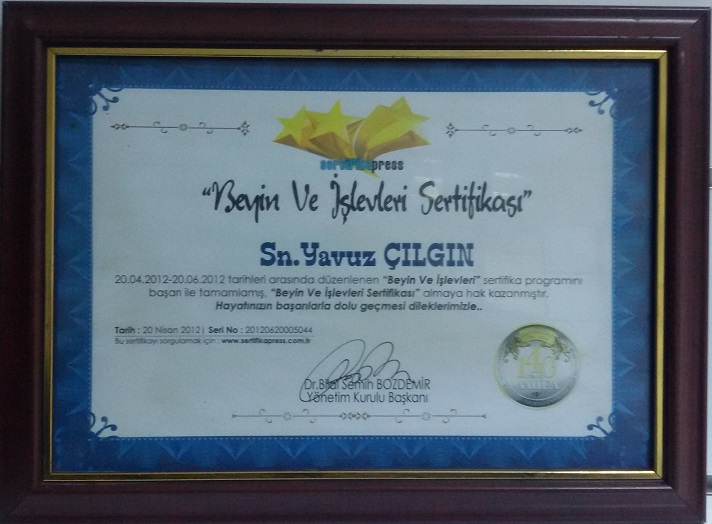 sertifikapress
“Beyin Ve İşlevleri Sertifikası”
Sn.Yavuz ÇILGIN
20.04.2012-20.06.2012 tarihleri arasında düzenlenen “Beyin Ve İşlevleri” sertifika programını
başarı ile tamamlamış, “Beyin Ve İşlevleri Sertifikası” almaya hak kazanmıştır.
Hayatınızın başarılarla dolu geçmesi dileklerimizle..
Tarih : 20 Nisan 2012| Seri No : 20120620005044
Bu sertifikayı sorgulamak için : www.sertifikapress.com.tr
Dr.Bilal Semih BOZDEMİR
Yönetim Kurulu Başkanı